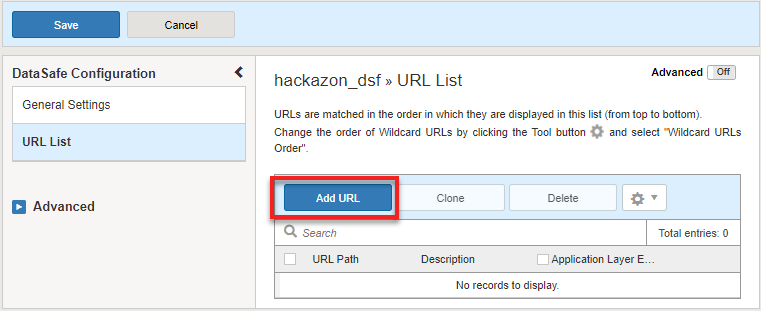 Save
Cancel
DataSafe Configuration
General Settings
URL List
Advanced
hackazon_dsf » URL List
Advanced Off
URLs are matched in the order in which they are displayed in this list (from top to bottom).
Change the order of Wildcard URLs by clicking the Tool button and select "Wildcard URLs
Order".
Add URL
Clone
Delete
Search
Total entries: 0
URL Path
Description
Application Layer E...
No records to display.